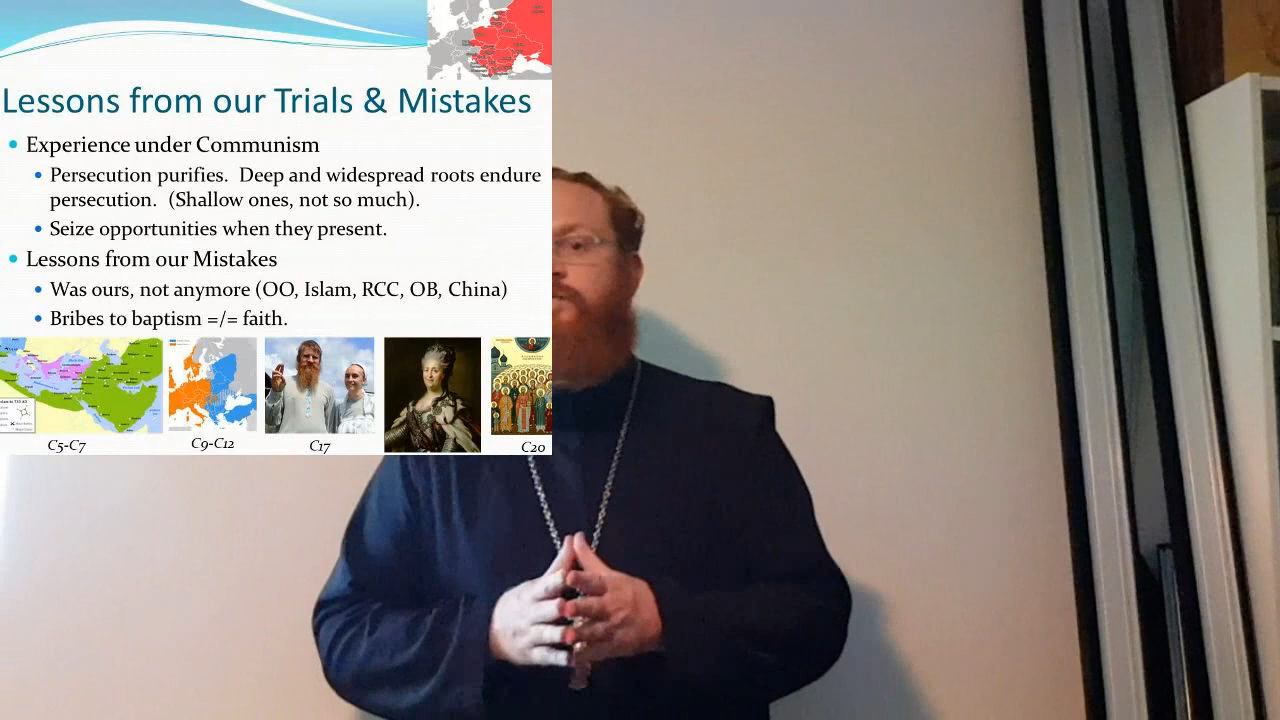 Lessons from our Trials & Mistakes
Experience under Communism
Persecution purifies. Deep and widespread roots endure
persecution. (Shallow ones, not so much).
Seize opportunities when they present.
Lessons from our Mistakes
Was ours, not anymore (OO, Islam, RCC, OB, China)
Bribes to baptism =/= faith.
C5-C7
C9-C12
C17
C20